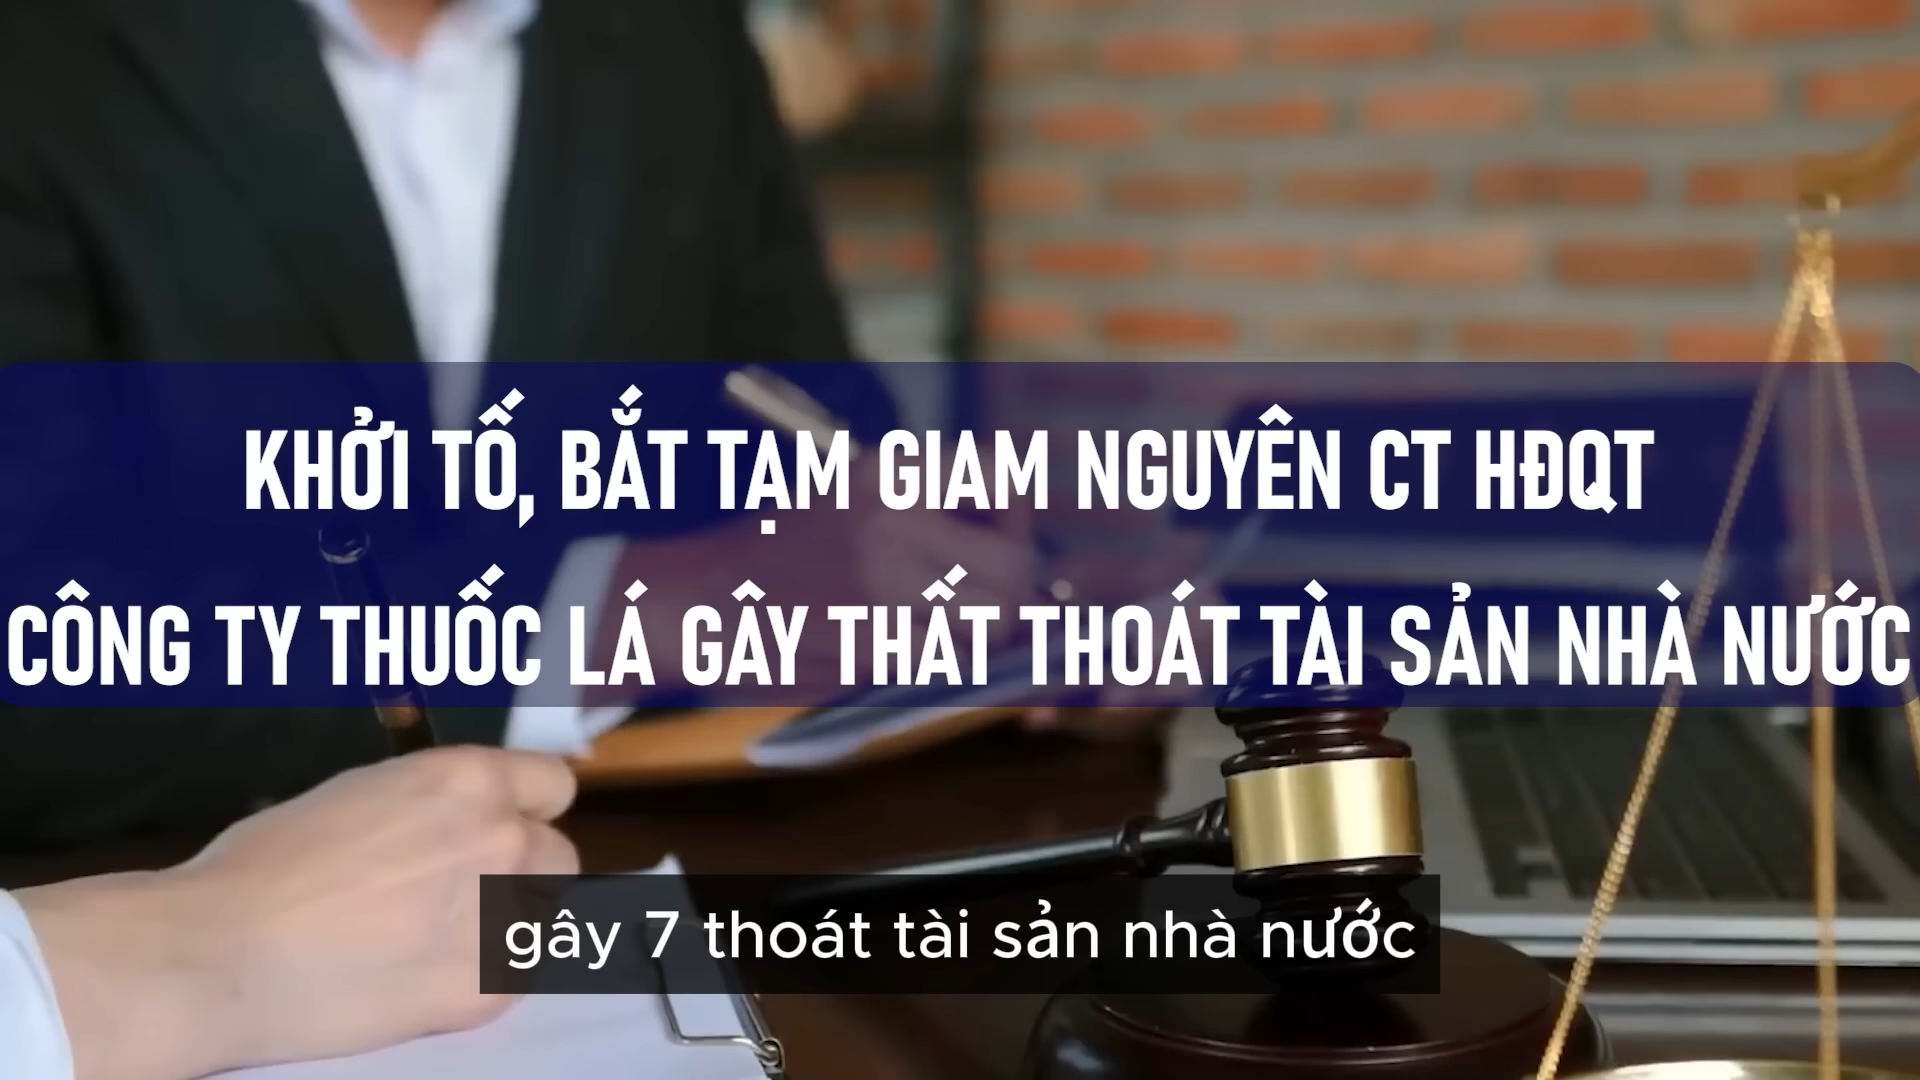 KHỞI TỐ, BẮT TẠM GIAM NGUYÊN CT HĐQT
CÔNG TY THUỐC LÁ GÂY THẤT THOÁT TÀI SẢN NHÀ NƯỚC
gây 7 thoát tài sản nhà nước